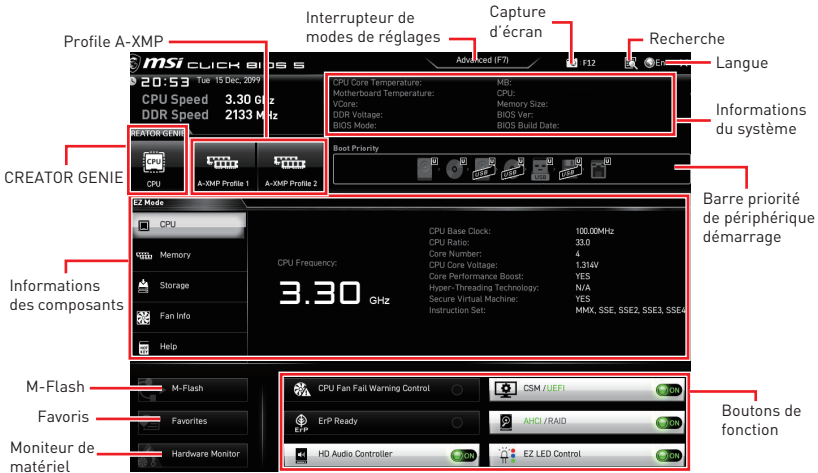 Profile A-XMP
Interrupteur de
modes de réglages
Capture
d'écran
Recherche
Langue
msi CLICK BIOS 5
Advanced (F7)
F12
En
20:53 Tue 15 Dec, 2099
CPU Speed 3.30 GHz
DDR Speed 2133 MHz
CPU Core Temperature:
Motherboard Temperature:
VCore:
DDR Voltage:
BIOS Mode:
MB:
CPU:
Memory Size:
BIOS Ver:
BIOS Build Date:
Informations
du système
CREATOR GENIE
CREATOR GENIE
CPU
CPU
A-XMP Profile 1
A-XMP Profile 2
Boot Priority
U U U U U U U
USB USB USB USB
Barre priorité
de périphérique
démarrage
EZ Mode
CPU
Memory
Storage
Fan Info
Help
Informations
des composants
CPU Frequency:
3.30 GHz
CPU Base Clock: 100.00MHz
CPU Ratio: 33.0
Core Number: 4
CPU Core Voltage: 1.314V
Core Performance Boost: YES
Hyper-Threading Technology: N/A
Secure Virtual Machine: YES
Instruction Set: MMX, SSE, SSE2, SSE3, SSE4
M-Flash
M-Flash
Favoris
Favorites
Moniteur de
matériel
Hardware Monitor
CPU Fan Fail Warning Control
CSM /UEFI ON
ErP
ErP Ready
AHCI /RAID ON
HD Audio Controller ON
EZ LED Control ON
Boutons de
fonction